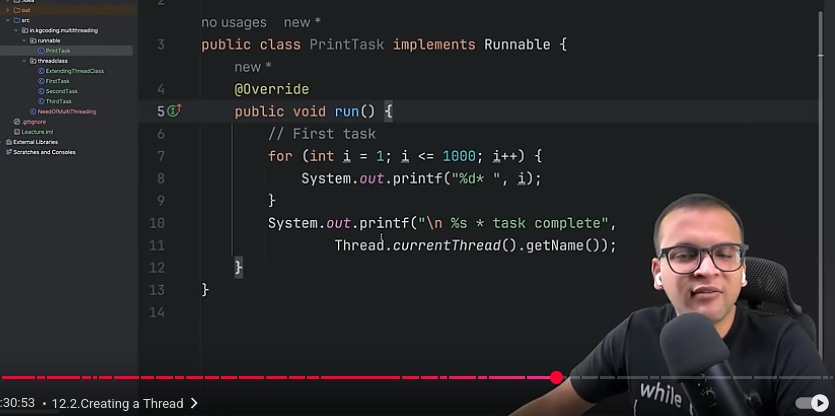 out
src
in.kgcoding.multithreading
runnable
PrintTask
threadclass
ExtendingThreadClass
FirstTask
SecondTask
ThirdTask
NeedOfMultiThreading
.gitignore
Leacture.iml
External Libraries
Scratches and Consoles
2
no usages new *
3 public class PrintTask implements Runnable {
new *
4 @Override
5 public void run() {
6 // First task
7 for (int i = 1; i <= 1000; i++) {
8 System.out.printf("%d* ", i);
9 }
10 System.out.printf("\n %s * task complete",
11 Thread.currentThread().getName());
12 }
13 }
14
while
:30:53 • 12.2.Creating a Thread >